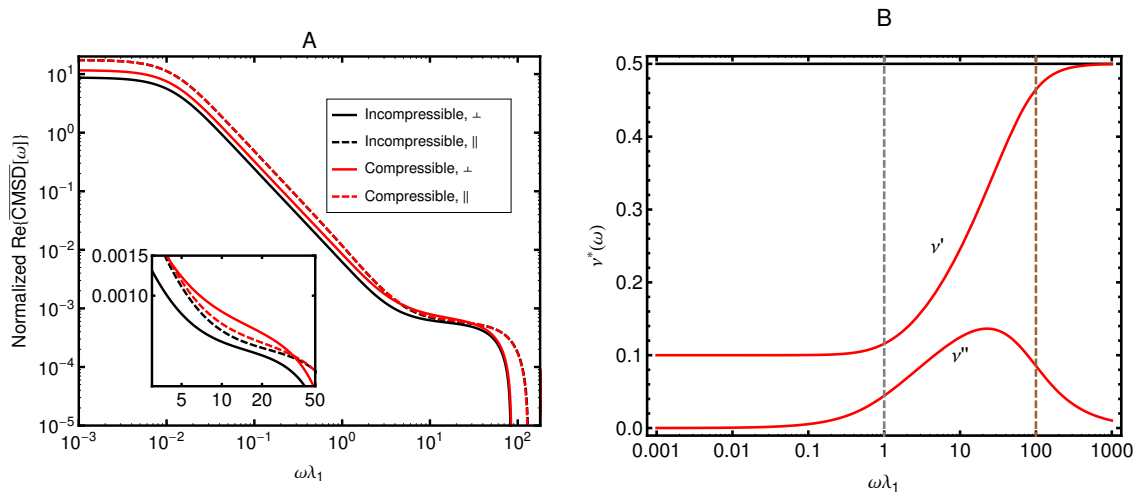 A
Normalized Re{CMSD[ω]}
10¹
10⁰
10⁻¹
10⁻²
10⁻³
10⁻⁴
10⁻⁵
Incompressible, ⊥
Incompressible, ∥
Compressible, ⊥
Compressible, ∥
0.0015
0.0010
5 10 20 50
10⁻³ 10⁻² 10⁻¹ 10⁰ 10¹ 10²
ωλ₁
B
ν*(ω)
0.5
0.4
0.3
0.2
0.1
0.0
ν'
ν''
0.001 0.01 0.1 1 10 100 1000
ωλ₁